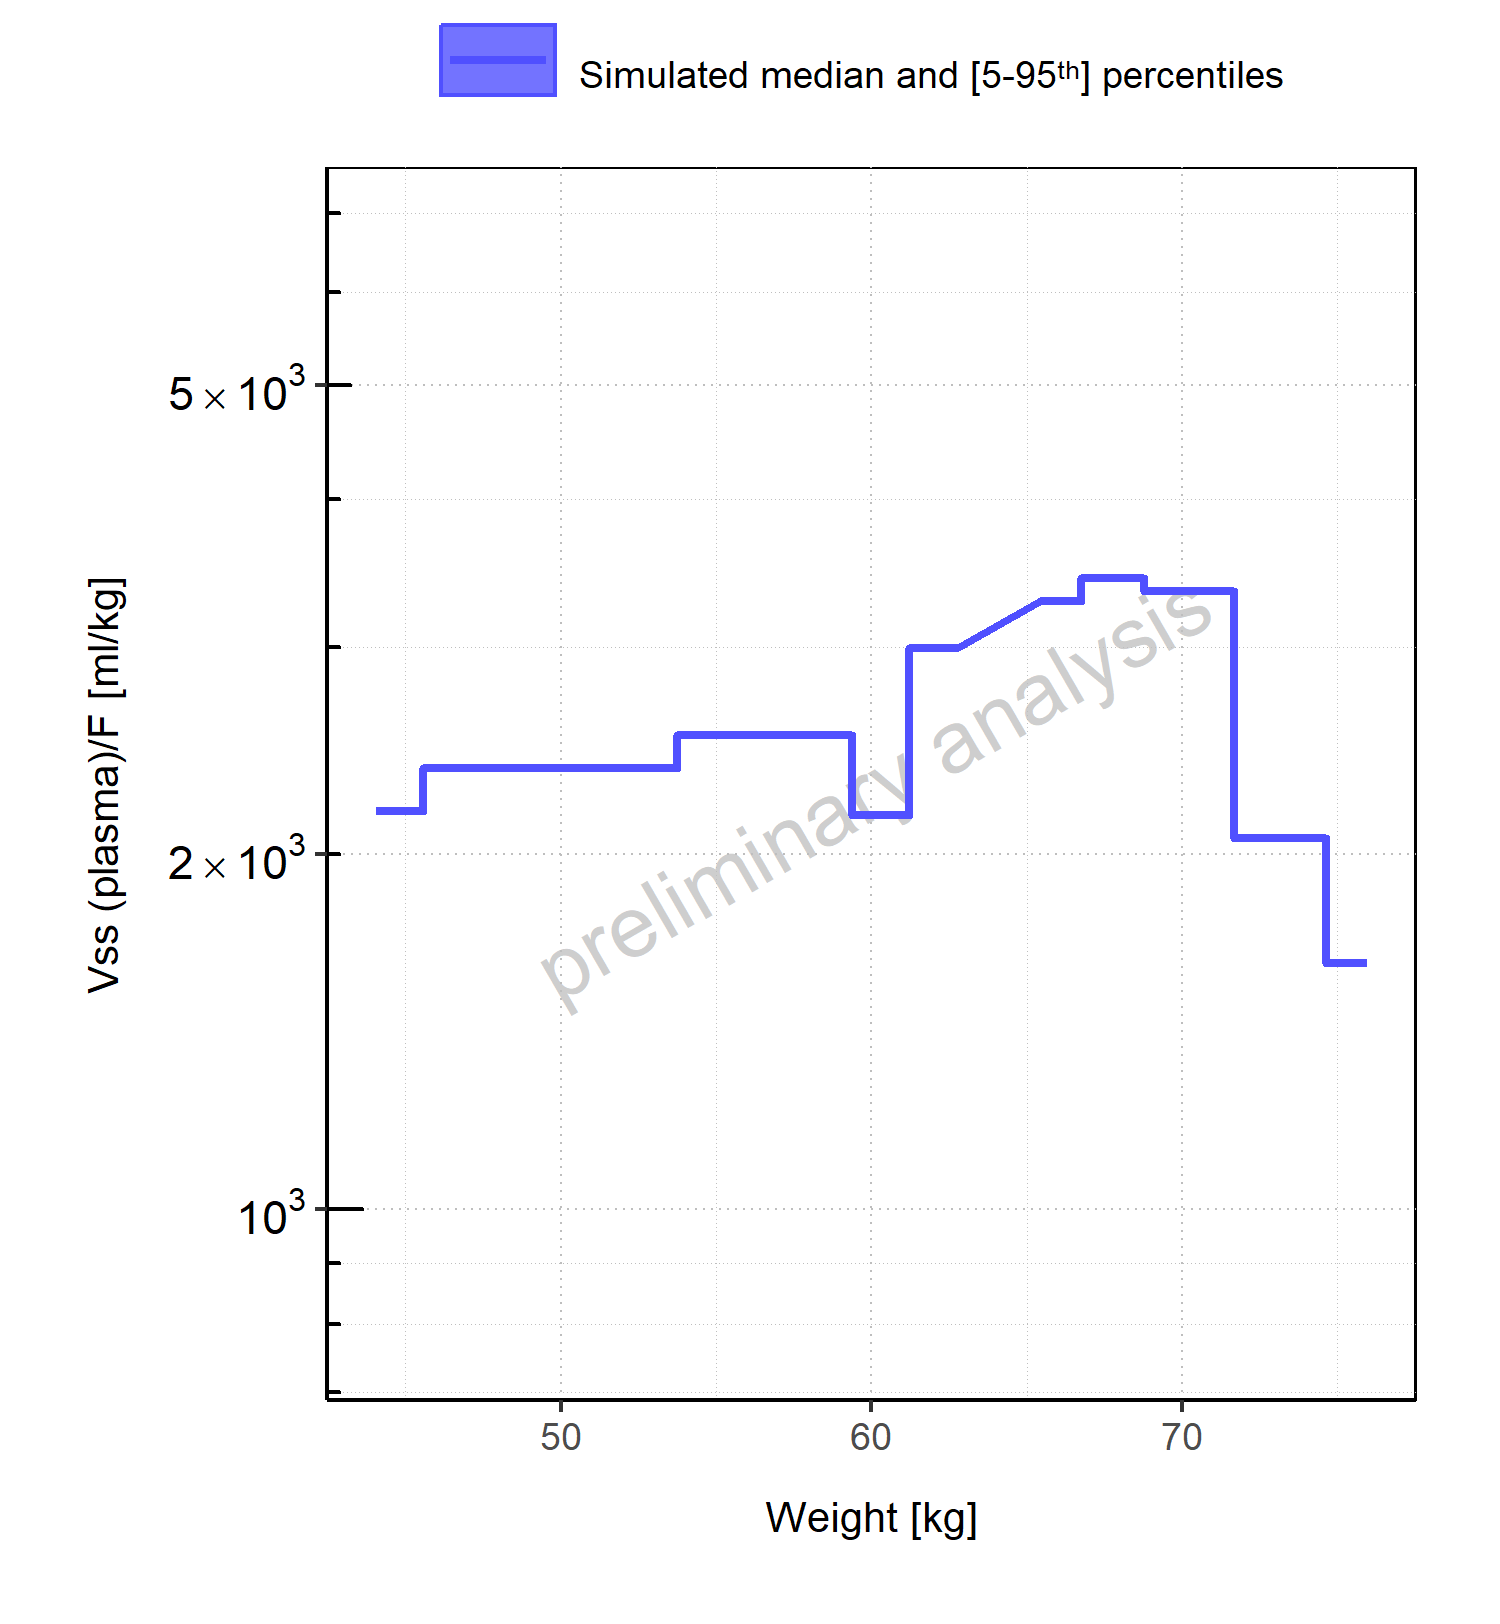 Simulated median and [5-95th] percentiles
5 × 10³
2 × 10³
10³
Vss (plasma)/F [ml/kg]
preliminary analysis
50 60 70
Weight [kg]